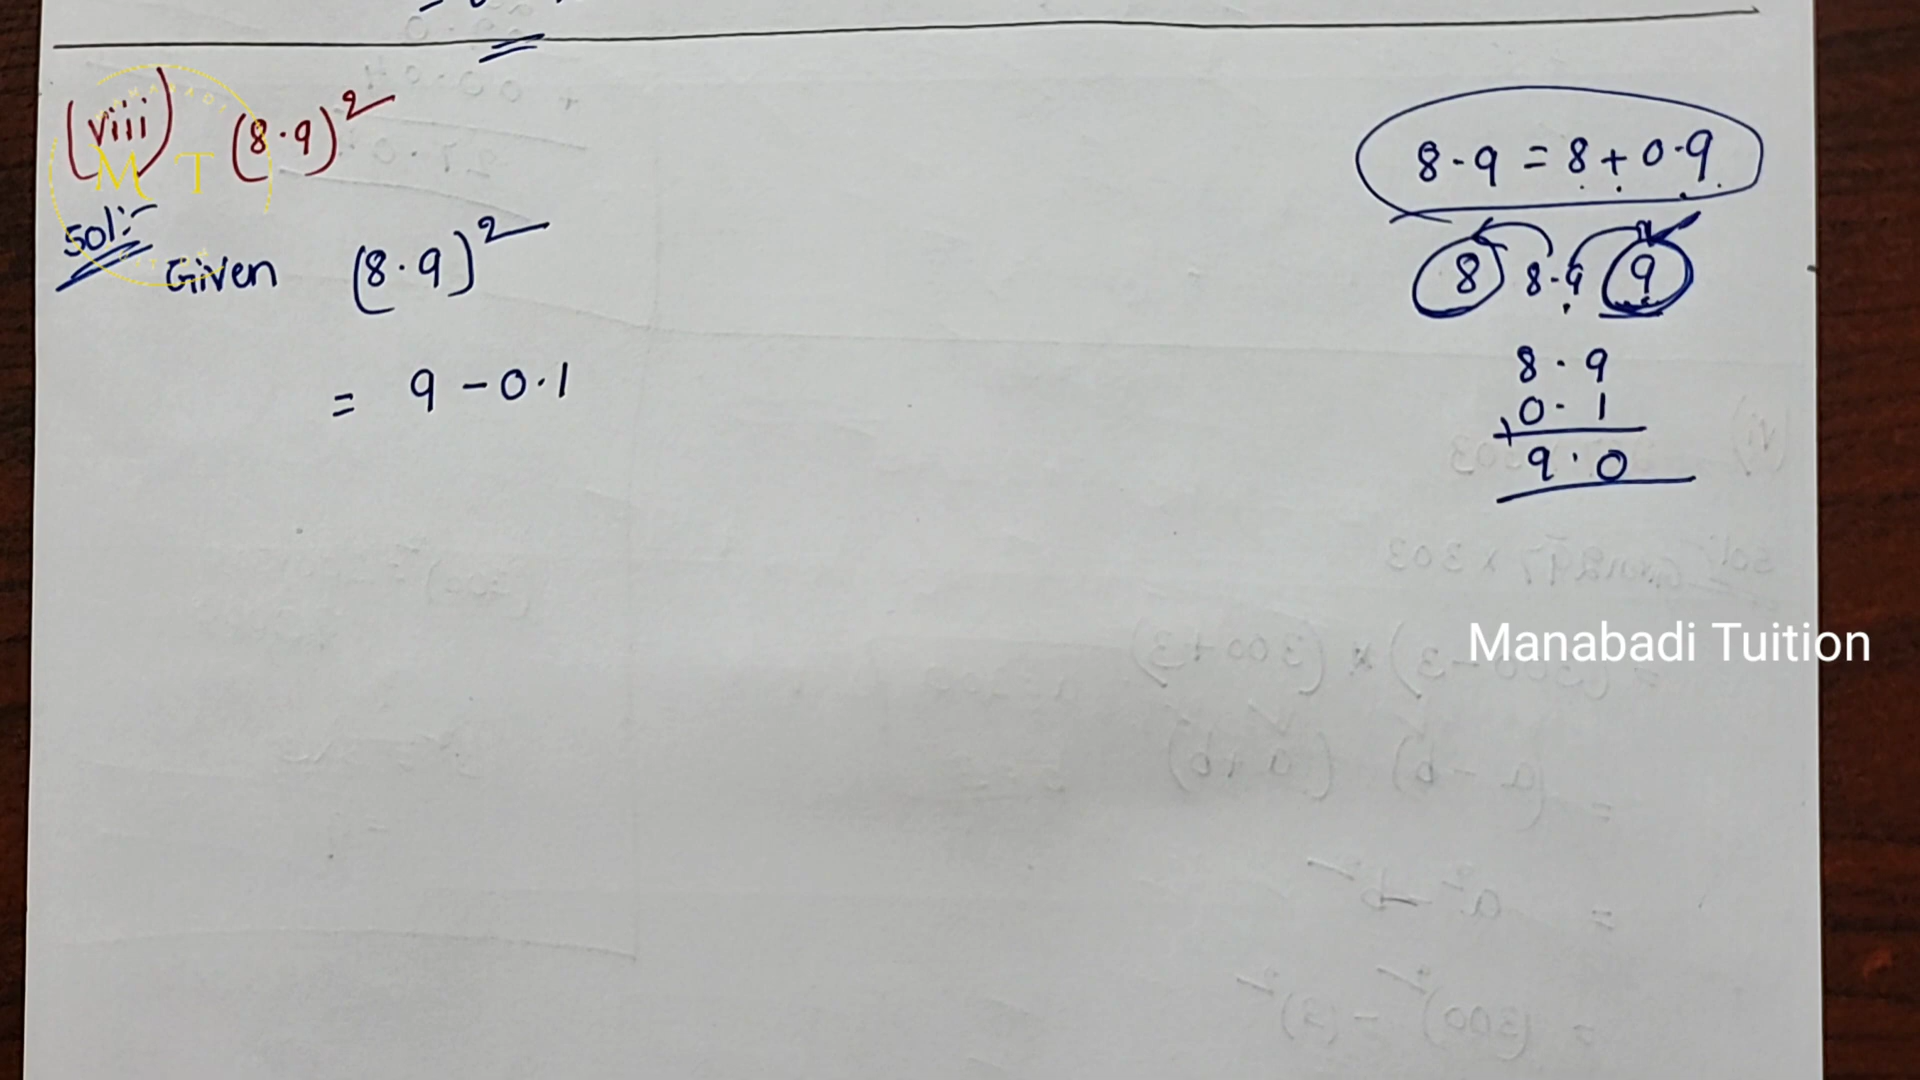 (viii) (8.9)²
M T
Sol:-
Given (8.9)²
= 9 - 0.1
8.9 = 8 + 0.9
8 8.9 9
8.9
+ 0.1
9.0
Manabadi Tuition